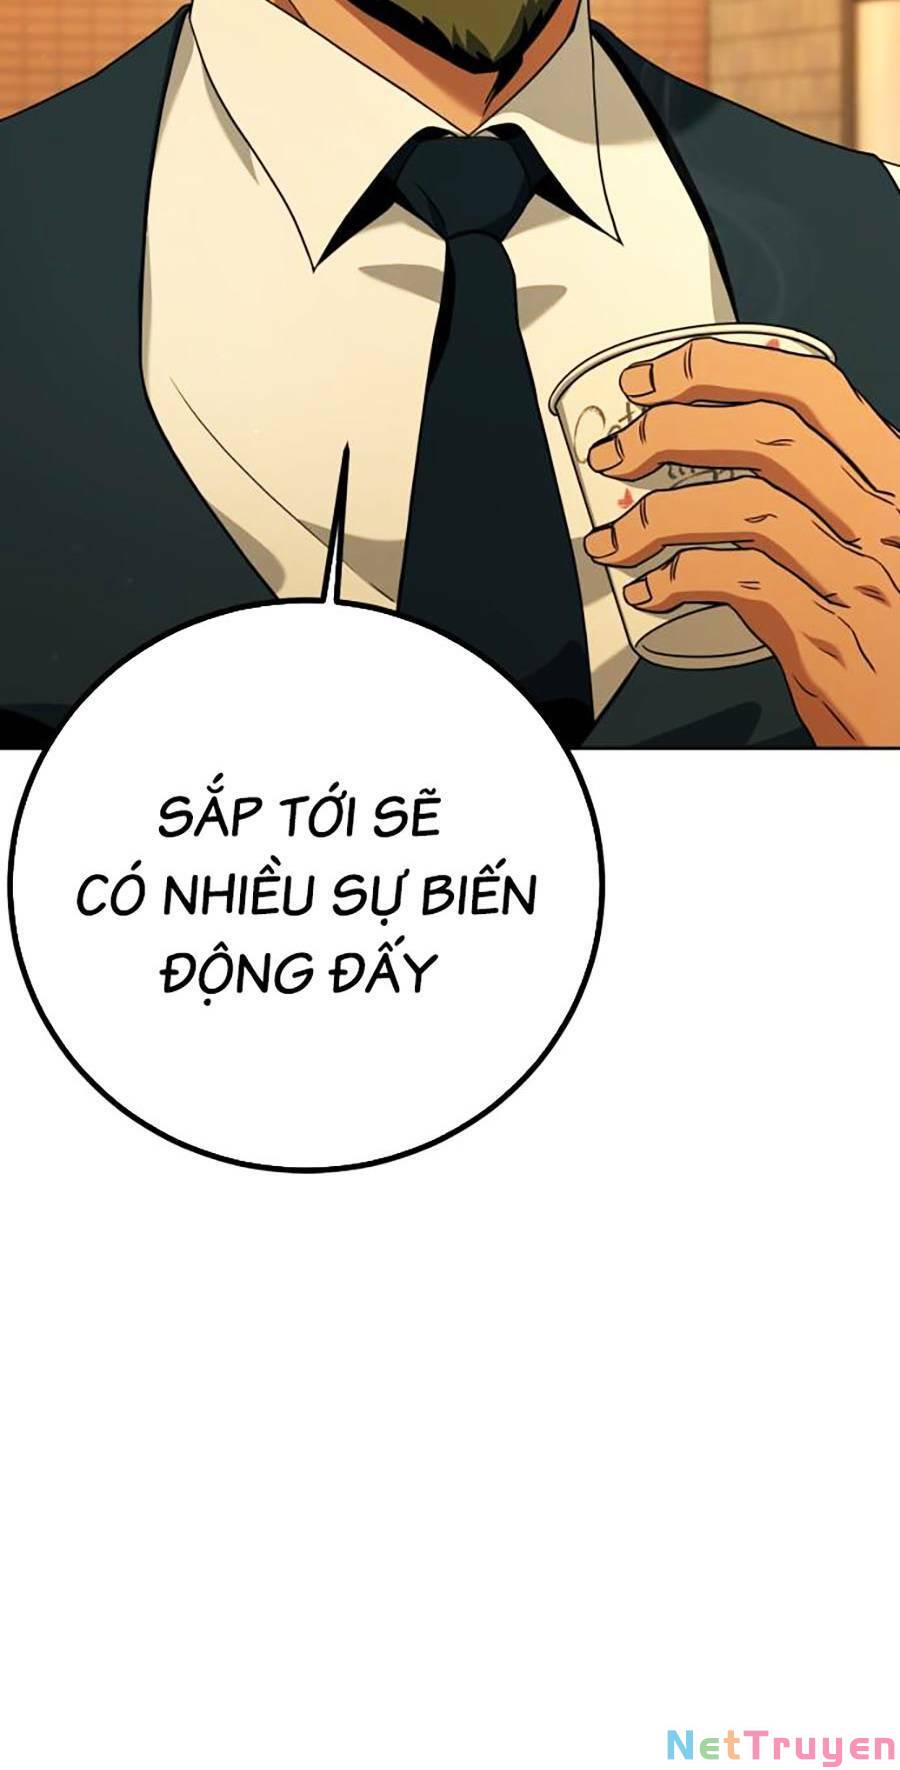 SẮP TỚI SẼ
CÓ NHIỀU SỰ BIẾN
ĐỘNG ĐẤY
NetTruyen